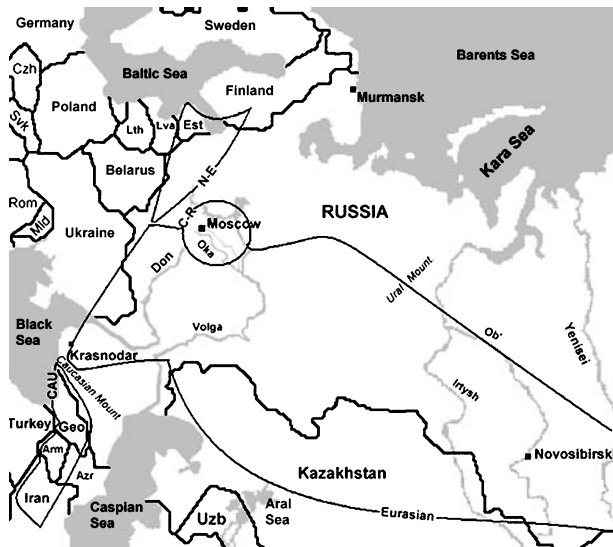 Germany
Sweden
Barents Sea
Czh
Baltic Sea
Finland
Poland
Murmansk
Svk
Lth
Lva
Est
Kara Sea
Belarus
N-E
Rom
C-R
RUSSIA
Mld
Moscow
Ukraine
Oka
Don
Ural Mount
Black
Sea
Volga
Ob'
Yenisei
Krasnodar
Caucasian Mount
CAU
Irtysh
Turkey
Geo
Arm
Novosibirsk
Azr
Kazakhstan
Iran
Caspian
Sea
Uzb
Aral
Sea
Eurasian